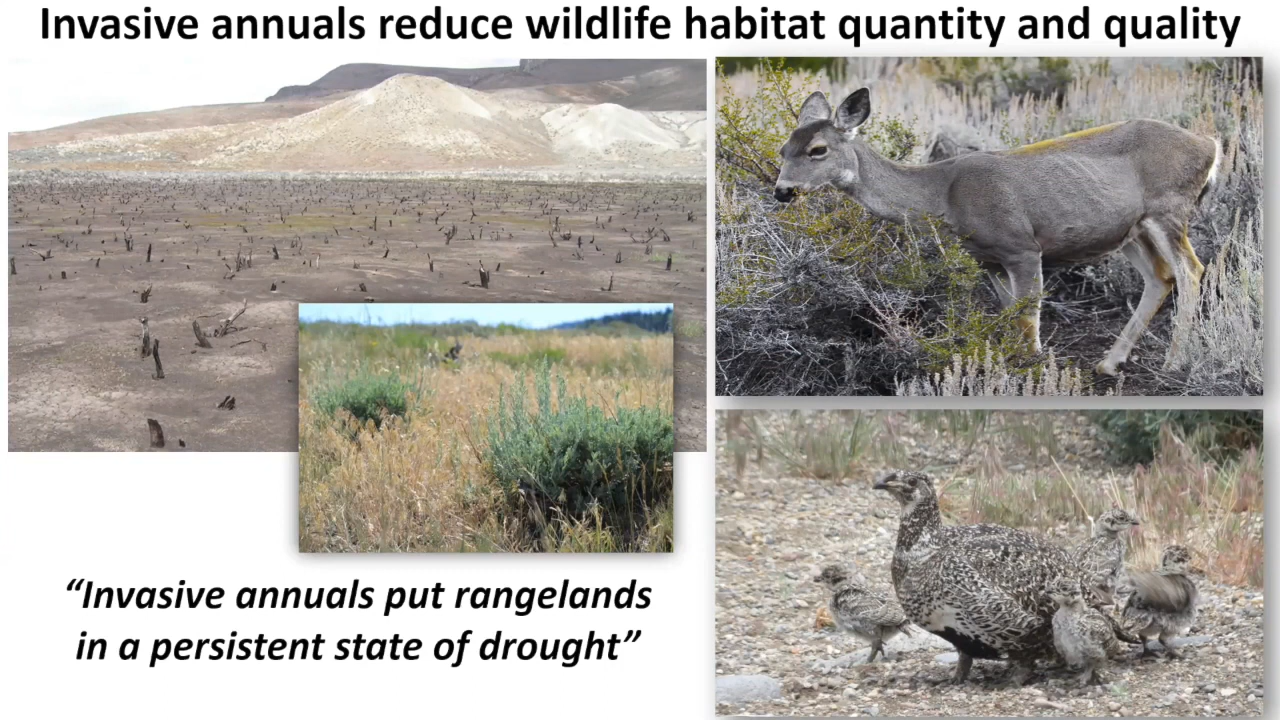 Invasive annuals reduce wildlife habitat quantity and quality
“Invasive annuals put rangelands
in a persistent state of drought”